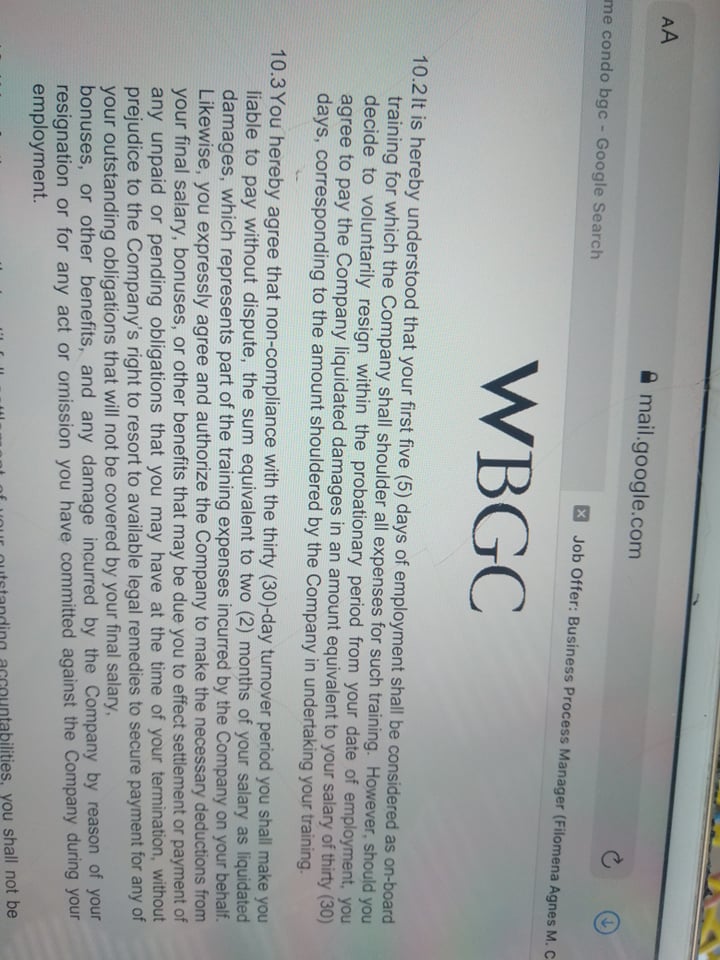 AA
mail.google.com
me condo bgc - Google Search
Job Offer: Business Process Manager (Filomena Agnes M. C
WBGC
10.2It is hereby understood that your first five (5) days of employment shall be considered as on-board
training for which the Company shall shoulder all expenses for such training. However, should you
decide to voluntarily resign within the probationary period from your date of employment, you
agree to pay the Company liquidated damages in an amount equivalent to your salary of thirty (30)
days, corresponding to the amount shouldered by the Company in undertaking your training.
10.3You hereby agree that non-compliance with the thirty (30)-day turnover period you shall make you
liable to pay without dispute, the sum equivalent to two (2) months of your salary as liquidated
damages, which represents part of the training expenses incurred by the Company on your behalf.
Likewise, you expressly agree and authorize the Company to make the necessary deductions from
your final salary, bonuses, or other benefits that may be due you to effect settlement or payment of
any unpaid or pending obligations that you may have at the time of your termination, without
prejudice to the Company's right to resort to available legal remedies to secure payment for any of
your outstanding obligations that will not be covered by your final salary,
bonuses, or other benefits, and any damage incurred by the Company by reason of your
resignation or for any act or omission you have committed against the Company during your
employment.
of your outstanding accountabilities, you shall not be